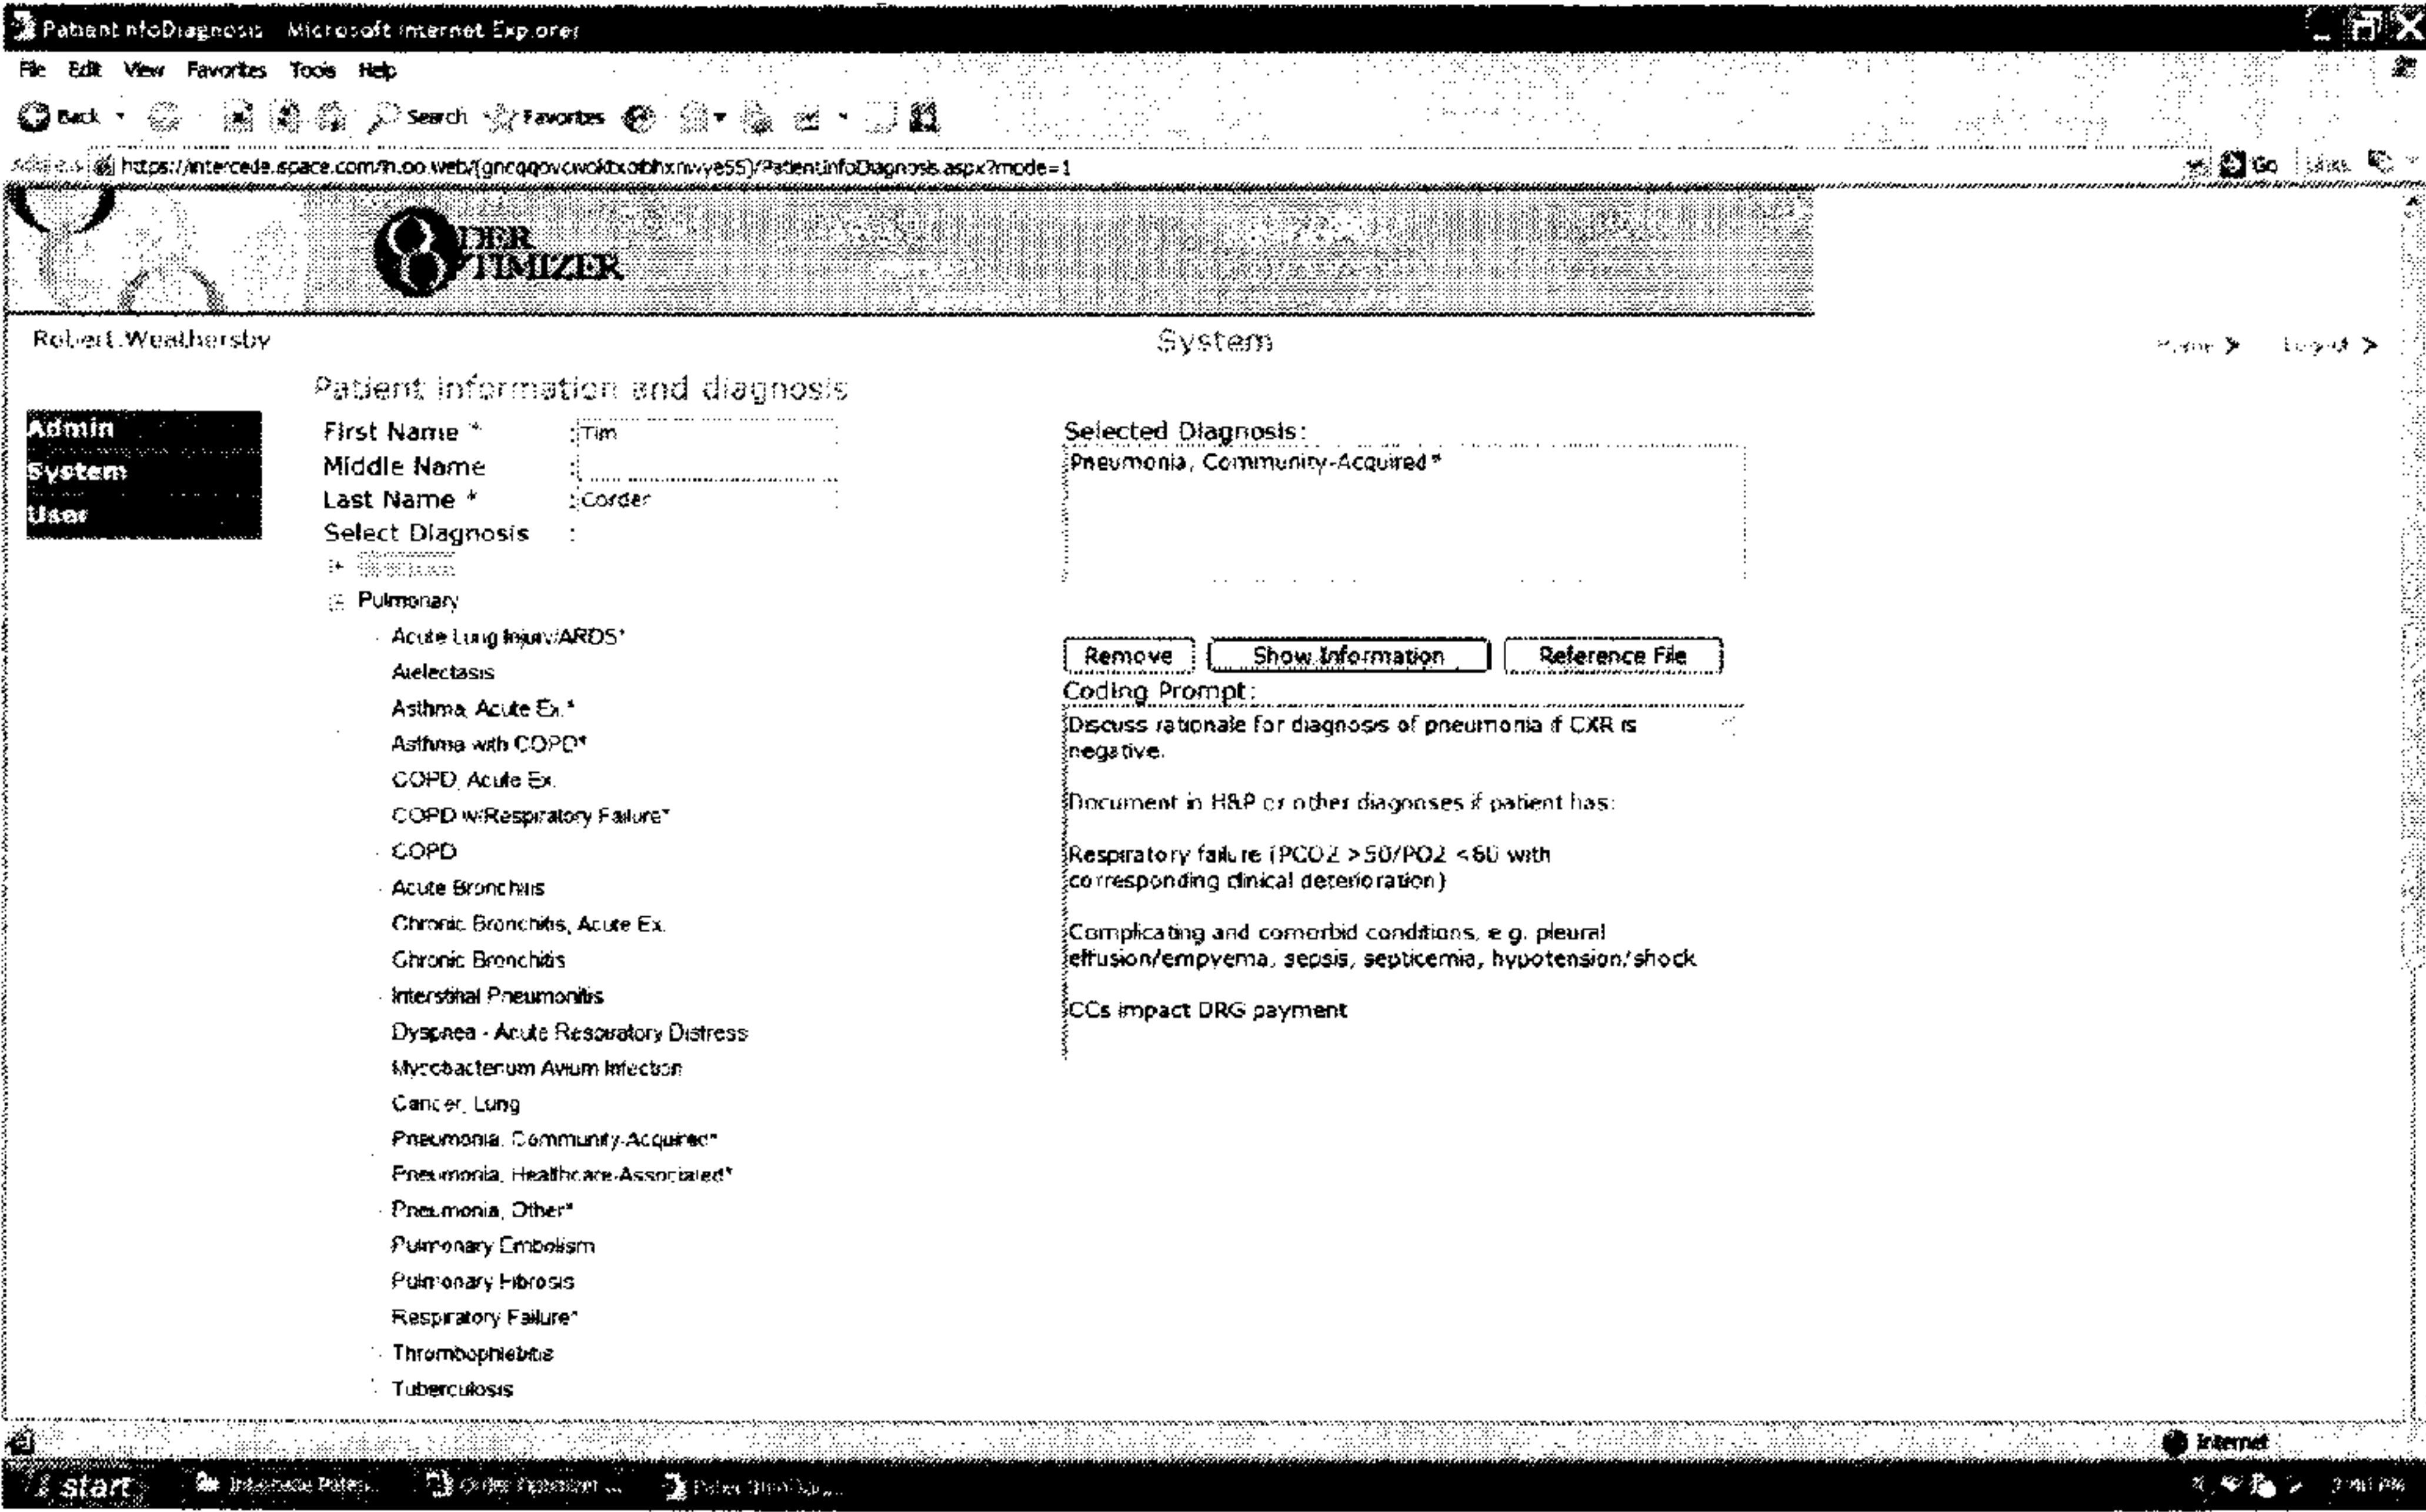 PatientInfoDiagnosis Microsoft Internet Explorer
File Edit View Favorites Tools Help
Back Search Favorites
Go Links
DER
TIMIZER
Robert.Weathersby
System
Home Logout
Patient information and diagnosis
Admin
System
User
First Name * : Tim
Middle Name :
Last Name * : Corder
Select Diagnosis :
Pulmonary
Acute Lung Injury/ARDS*
Atelectasis
Asthma, Acute Ex.*
Asthma with COPD*
COPD, Acute Ex.
COPD w/Respiratory Failure*
COPD
Acute Bronchitis
Chronic Bronchitis, Acute Ex.
Chronic Bronchitis
Interstitial Pneumonitis
Dyspnea - Acute Respiratory Distress
Mycobacterium Avium Infection
Cancer, Lung
Pneumonia, Community-Acquired*
Pneumonia, Healthcare-Associated*
Pneumonia, Other*
Pulmonary Embolism
Pulmonary Fibrosis
Respiratory Failure*
Thrombophlebitis
Tuberculosis
Selected Diagnosis:
Pneumonia, Community-Acquired*
Remove Show Information Reference File
Coding Prompt:
Discuss rationale for diagnosis of pneumonia if CXR is
negative.
Document in H&P or other diagnoses if patient has:
Respiratory failure (PCO2 >50/PO2 <60 with
corresponding clinical deterioration)
Complicating and comorbid conditions, e.g. pleural
effusion/empyema, sepsis, septicemia, hypotension/shock
CCs impact DRG payment
Internet
start